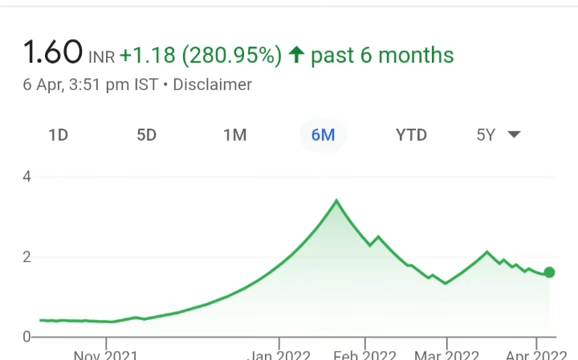 1.60 INR +1.18 (280.95%) ↑ past 6 months
6 Apr, 3:51 pm IST • Disclaimer
1D 5D 1M 6M YTD 5Y
4
2
0
Nov 2021 Jan 2022 Feb 2022 Mar 2022 Apr 2022